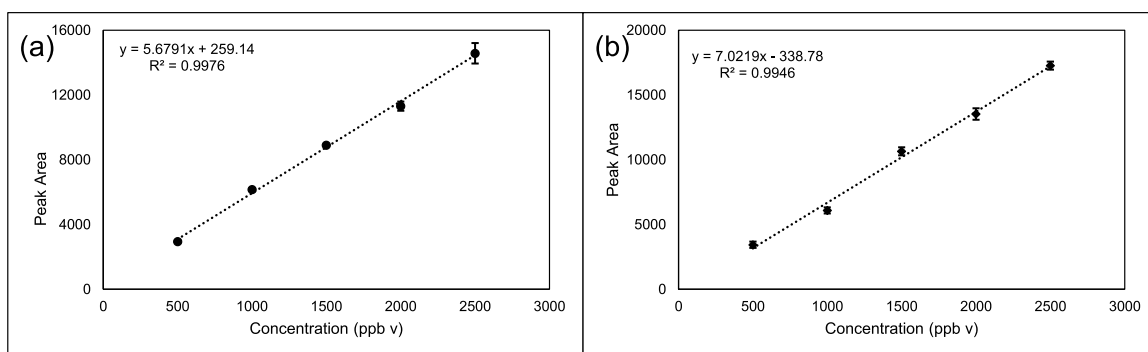 (a)
y = 5.6791x + 259.14
R² = 0.9976
Peak Area
16000
12000
8000
4000
0
0 500 1000 1500 2000 2500 3000
Concentration (ppb v)
(b)
y = 7.0219x - 338.78
R² = 0.9946
Peak Area
20000
15000
10000
5000
0
0 500 1000 1500 2000 2500 3000
Concentration (ppb v)